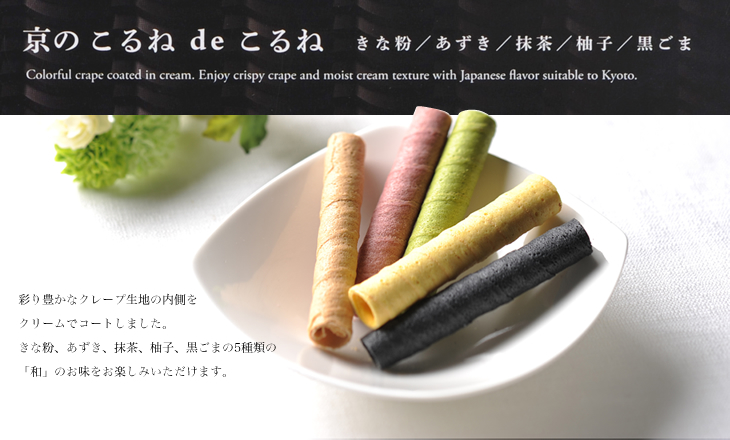 京の こるね de こるね きな粉／あずき／抹茶／柚子／黒ごま
Colorful crape coated in cream. Enjoy crispy crape and moist cream texture with Japanese flavor suitable to Kyoto.
彩り豊かなクレープ生地の内側を
クリームでコートしました。
きな粉、あずき、抹茶、柚子、黒ごまの5種類の
「和」のお味をお楽しみいただけます。